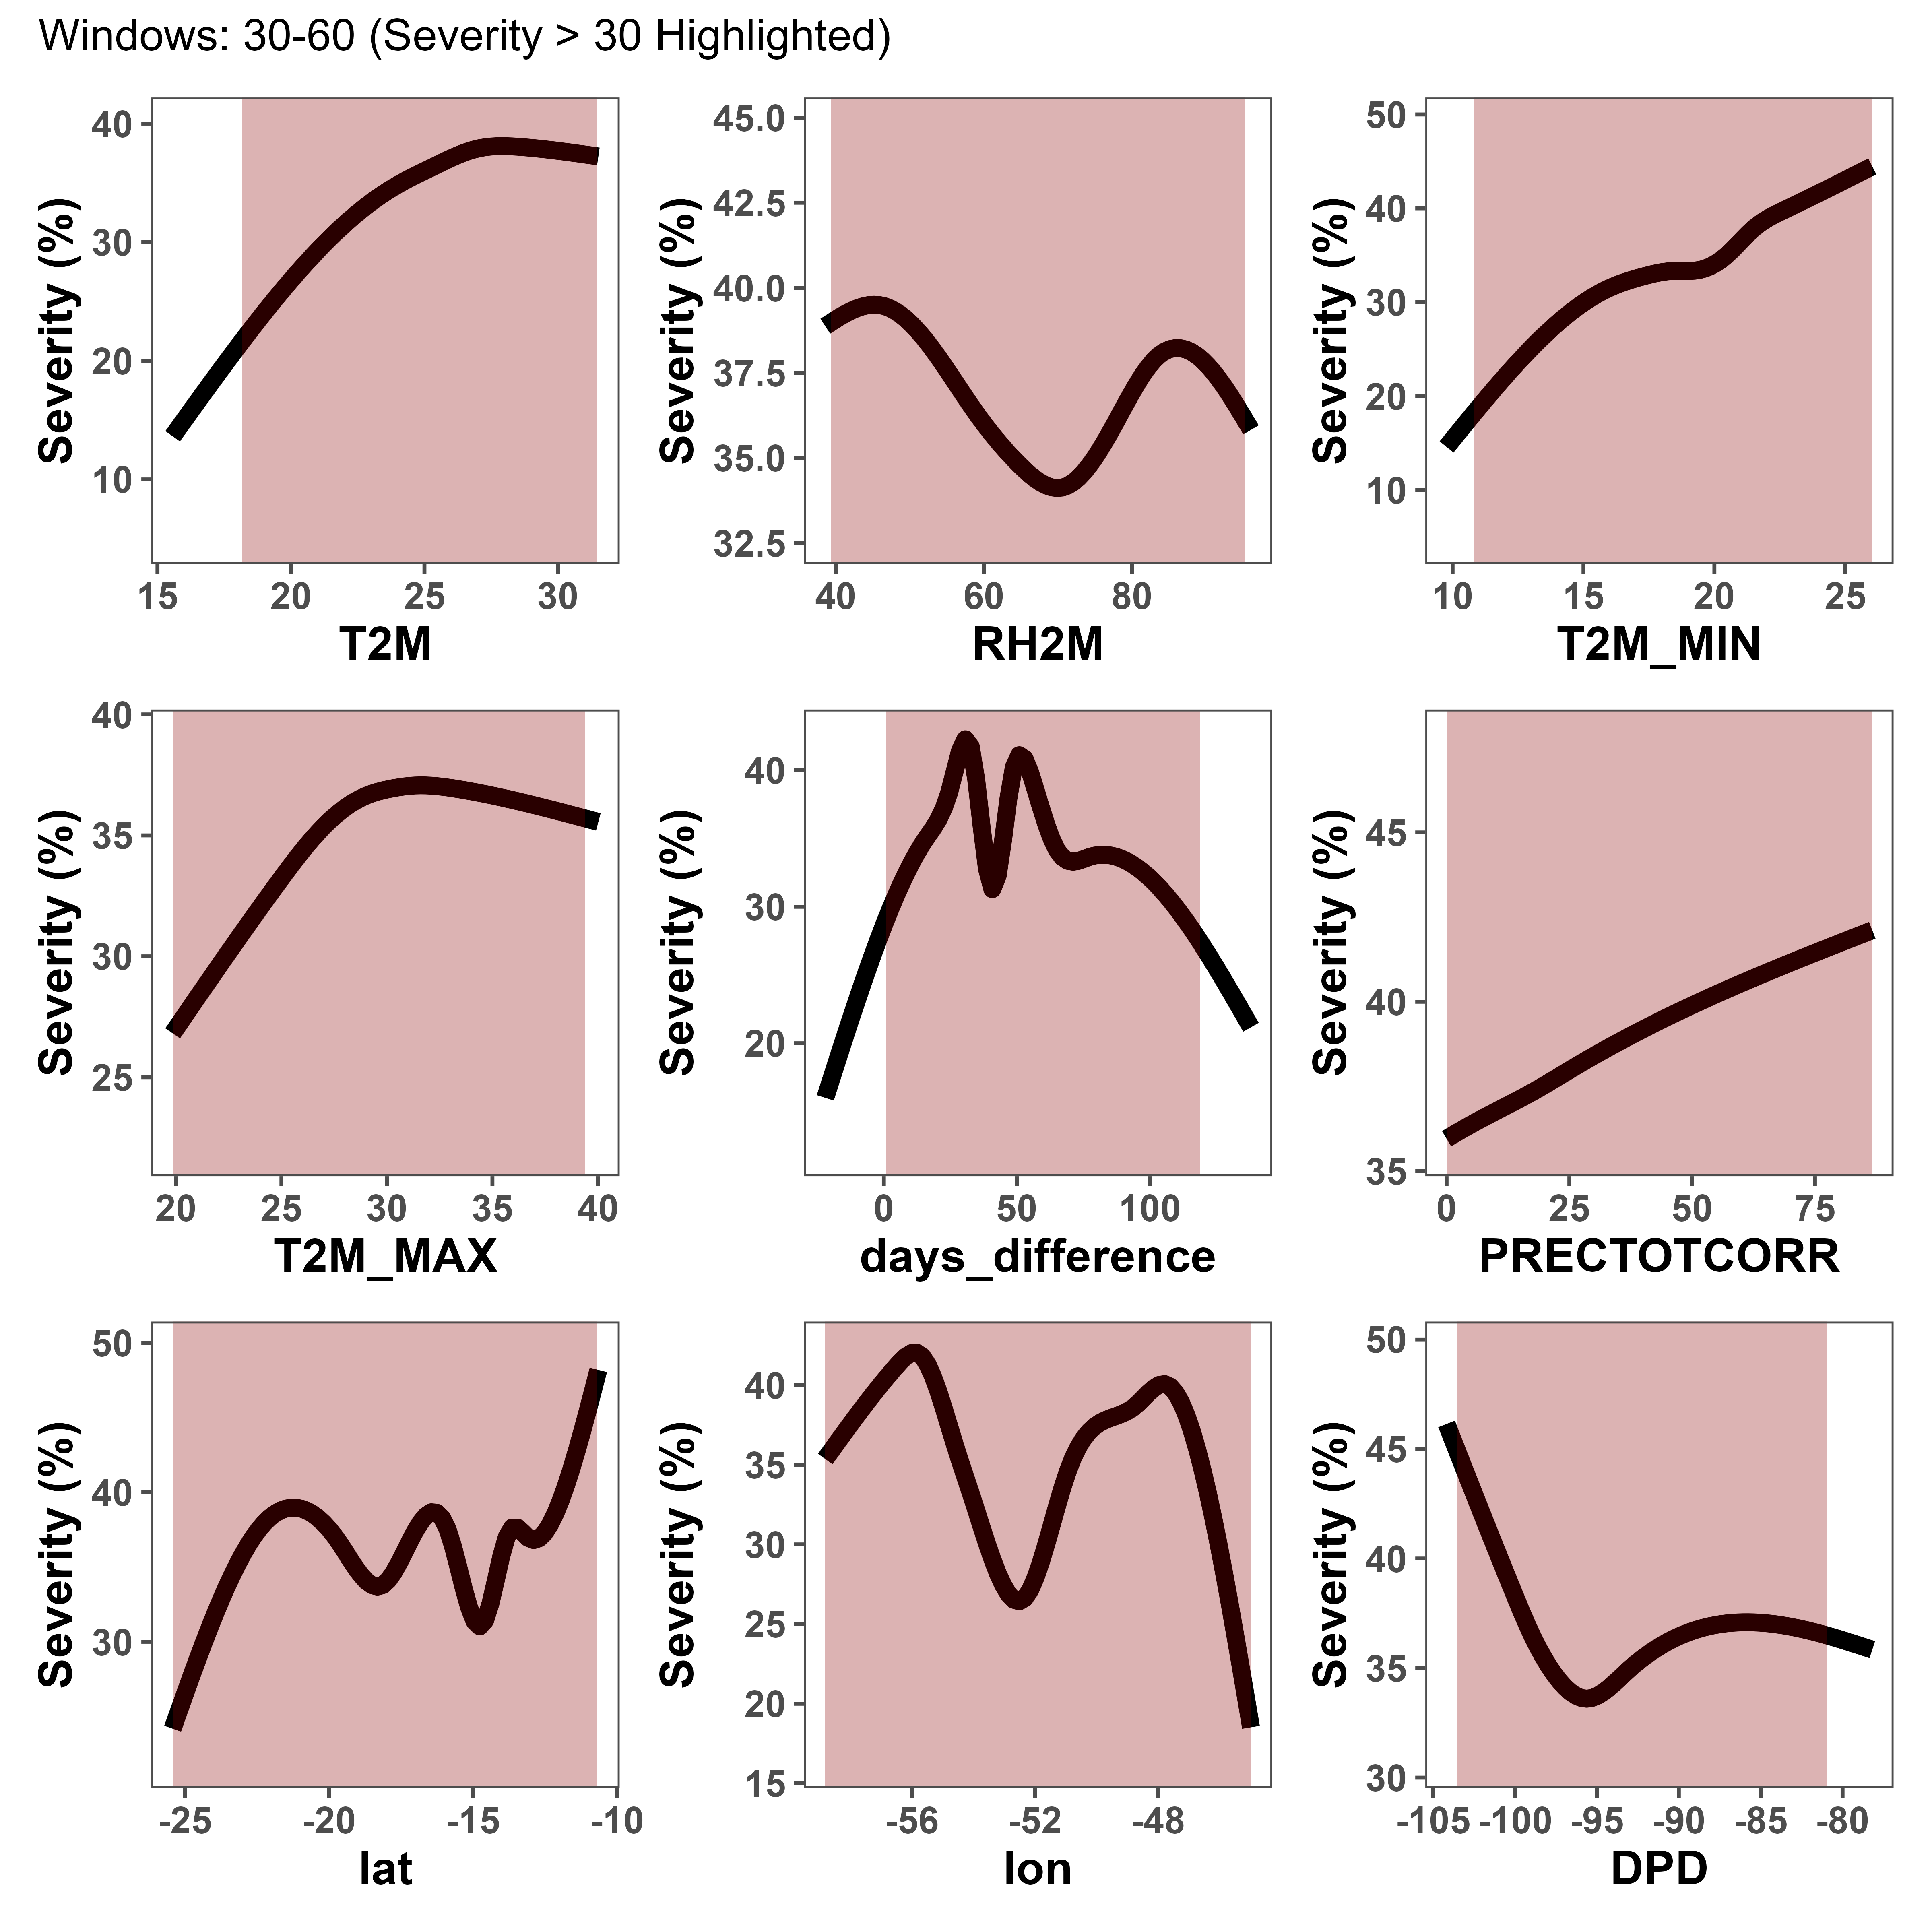 Windows: 30-60 (Severity > 30 Highlighted)
Severity (%)
40
30
20
10
15 20 25 30
T2M
Severity (%)
45.0
42.5
40.0
37.5
35.0
32.5
40 60 80
RH2M
Severity (%)
50
40
30
20
10
10 15 20 25
T2M_MIN
Severity (%)
40
35
30
25
20 25 30 35 40
T2M_MAX
Severity (%)
40
30
20
0 50 100
days_difference
Severity (%)
45
40
35
0 25 50 75
PRECTOTCORR
Severity (%)
50
40
30
-25 -20 -15 -10
lat
Severity (%)
40
35
30
25
20
15
-56 -52 -48
lon
Severity (%)
50
45
40
35
30
-105 -100 -95 -90 -85 -80
DPD